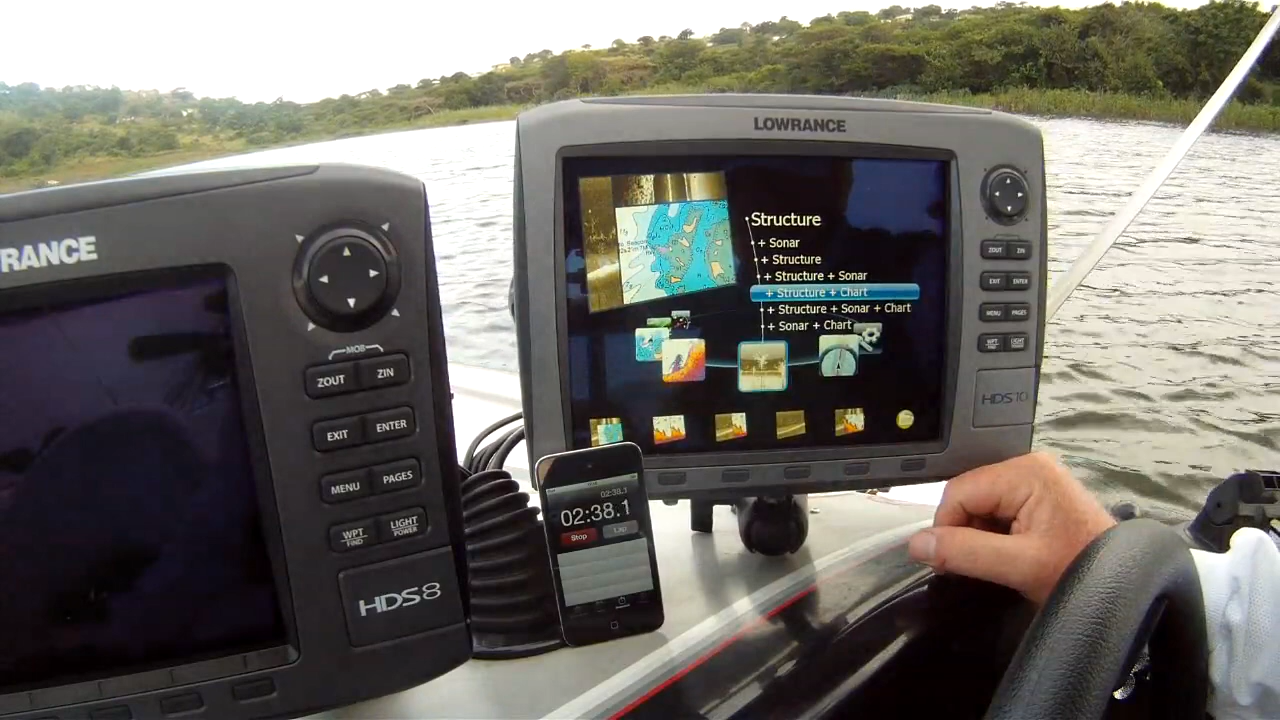 LOWRANCE
Structure
+ Sonar
+ Structure
+ Structure + Sonar
+ Structure + Chart
+ Structure + Sonar + Chart
+ Sonar + Chart
ZOUT ZIN
EXIT ENTER
MENU PAGES
WPT FIND LIGHT POWER
HDS10
RANCE
MOB
ZOUT ZIN
EXIT ENTER
MENU PAGES
WPT FIND LIGHT POWER
HDS8
02:38.1
02:38.1
Stop Lap